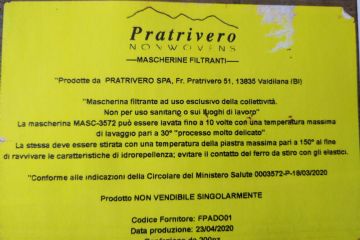 Pratrivero
NONWOVENS
—MASCHERINE FILTRANTI—
"Prodotte da PRATRIVERO SPA, Fr. Pratrivero 51, 13835 Valdilana (BI)
"Mascherina filtrante ad uso esclusivo della collettività.
Non per uso sanitario o sui luoghi di lavoro"
La mascherina MASC-3572 può essere lavata fino a 10 volte con una temperatura massima
di lavaggio pari a 30° "processo molto delicato"
La stessa deve essere stirata con una temperatura della piastra massima pari a 150° al fine
di ravvivare le caratteristiche di idrorepellenza; evitare il contatto del ferro da stiro con gli elastici.
"Conforme alle indicazioni della Circolare del Ministero Salute 0003572-P-18/03/2020
Prodotto NON VENDIBILE SINGOLARMENTE
Codice Fornitore: FPADO01
Data produzione: 23/04/2020
Confezione da 200pz